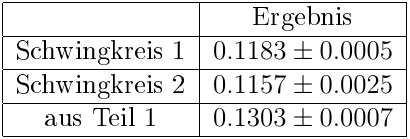 Ergebnis
Schwingkreis 1 0.1183 ± 0.0005
Schwingkreis 2 0.1157 ± 0.0025
aus Teil 1 0.1303 ± 0.0007